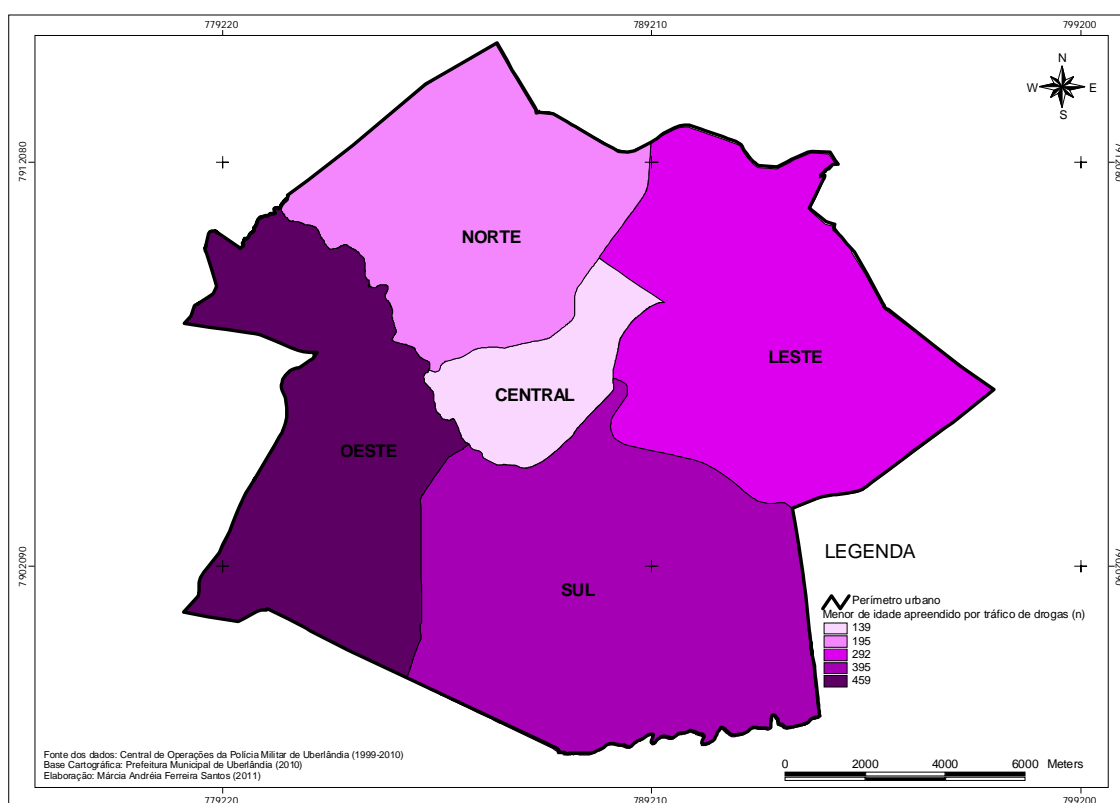 779220
789210
799200
N
W E
S
7912080
7912080
NORTE
LESTE
CENTRAL
OESTE
7902090
7902090
LEGENDA
SUL
Perímetro urbano
Menor de idade apreendido por tráfico de drogas (n)
139
195
292
395
459
Fonte dos dados: Central de Operações da Polícia Militar de Uberlândia (1999-2010)
Base Cartográfica: Prefeitura Municipal de Uberlândia (2010)
Elaboração: Márcia Andréia Ferreira Santos (2011)
0 2000 4000 6000 Meters
779220
789210
799200